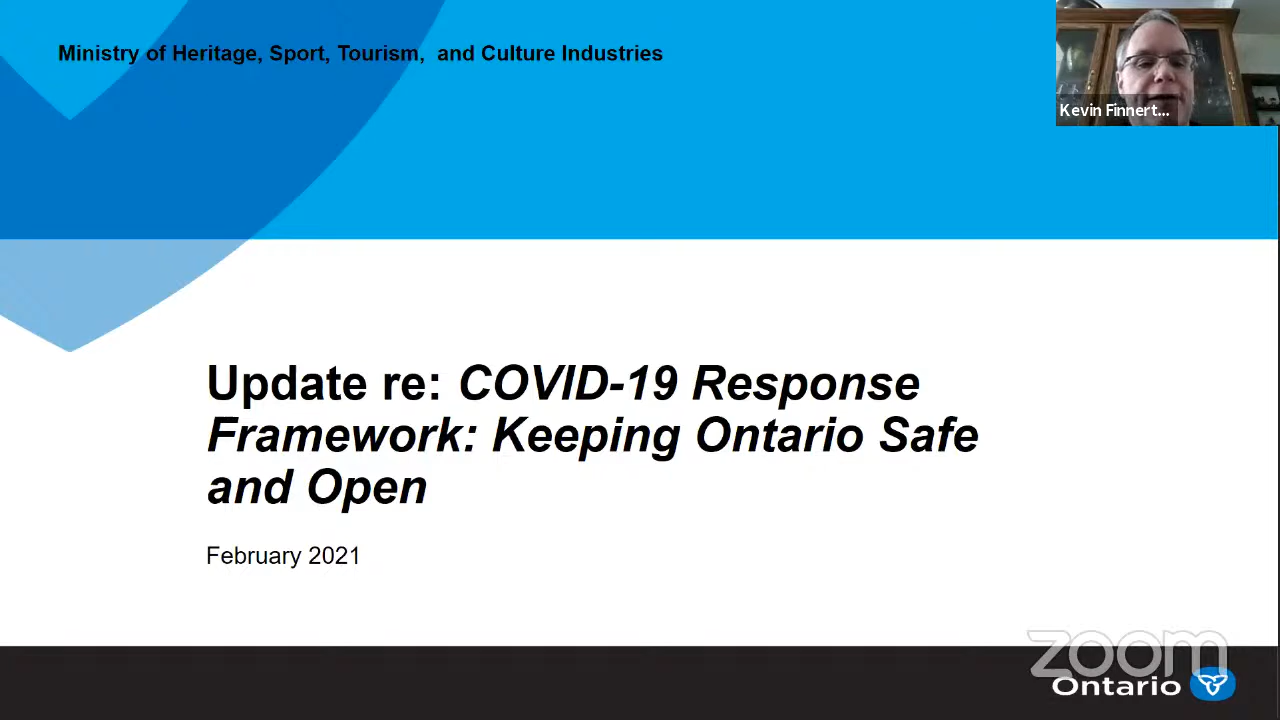 Ministry of Heritage, Sport, Tourism, and Culture Industries
Kevin Finnert...
Update re: COVID-19 Response
Framework: Keeping Ontario Safe
and Open
February 2021
zoom
Ontario